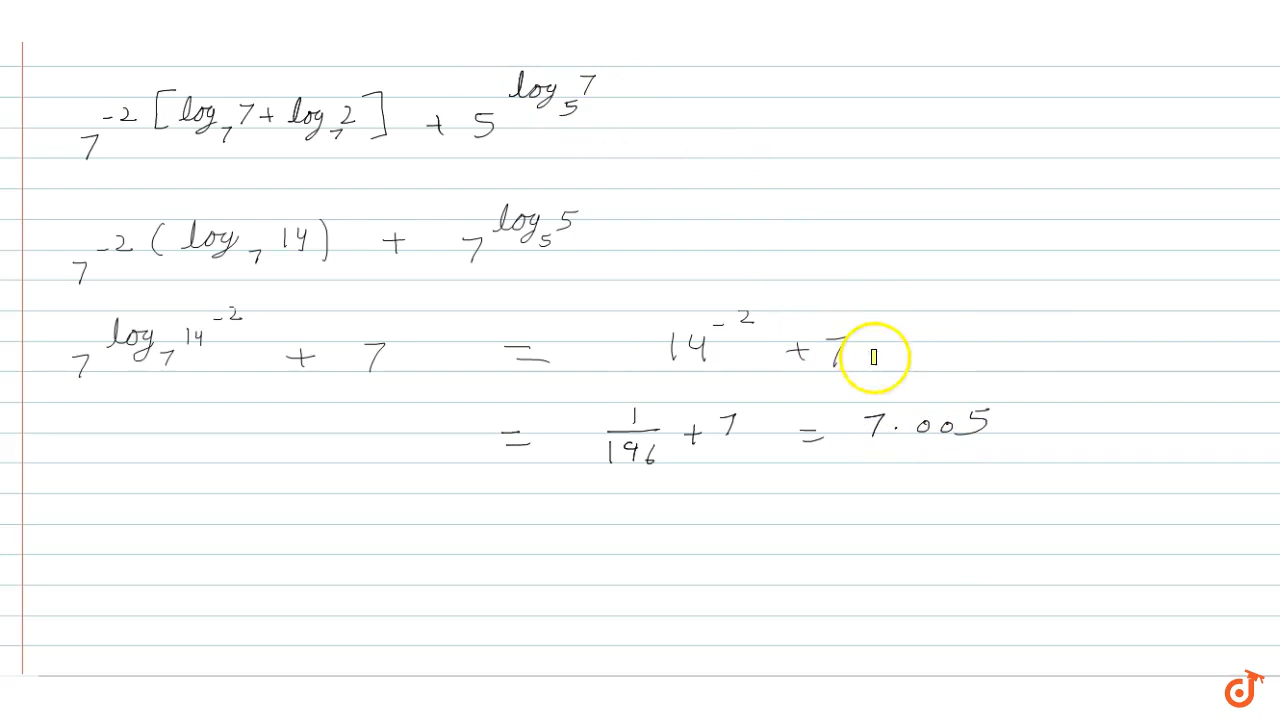 7^{-2 [log_7 7 + log_7 2]} + 5^{log_5 7}
7^{-2 (log_7 14)} + 7^{log_5 5}
7^{log_7 14^{-2}} + 7 = 14^{-2} + 7
= 1/196 + 7 = 7.005